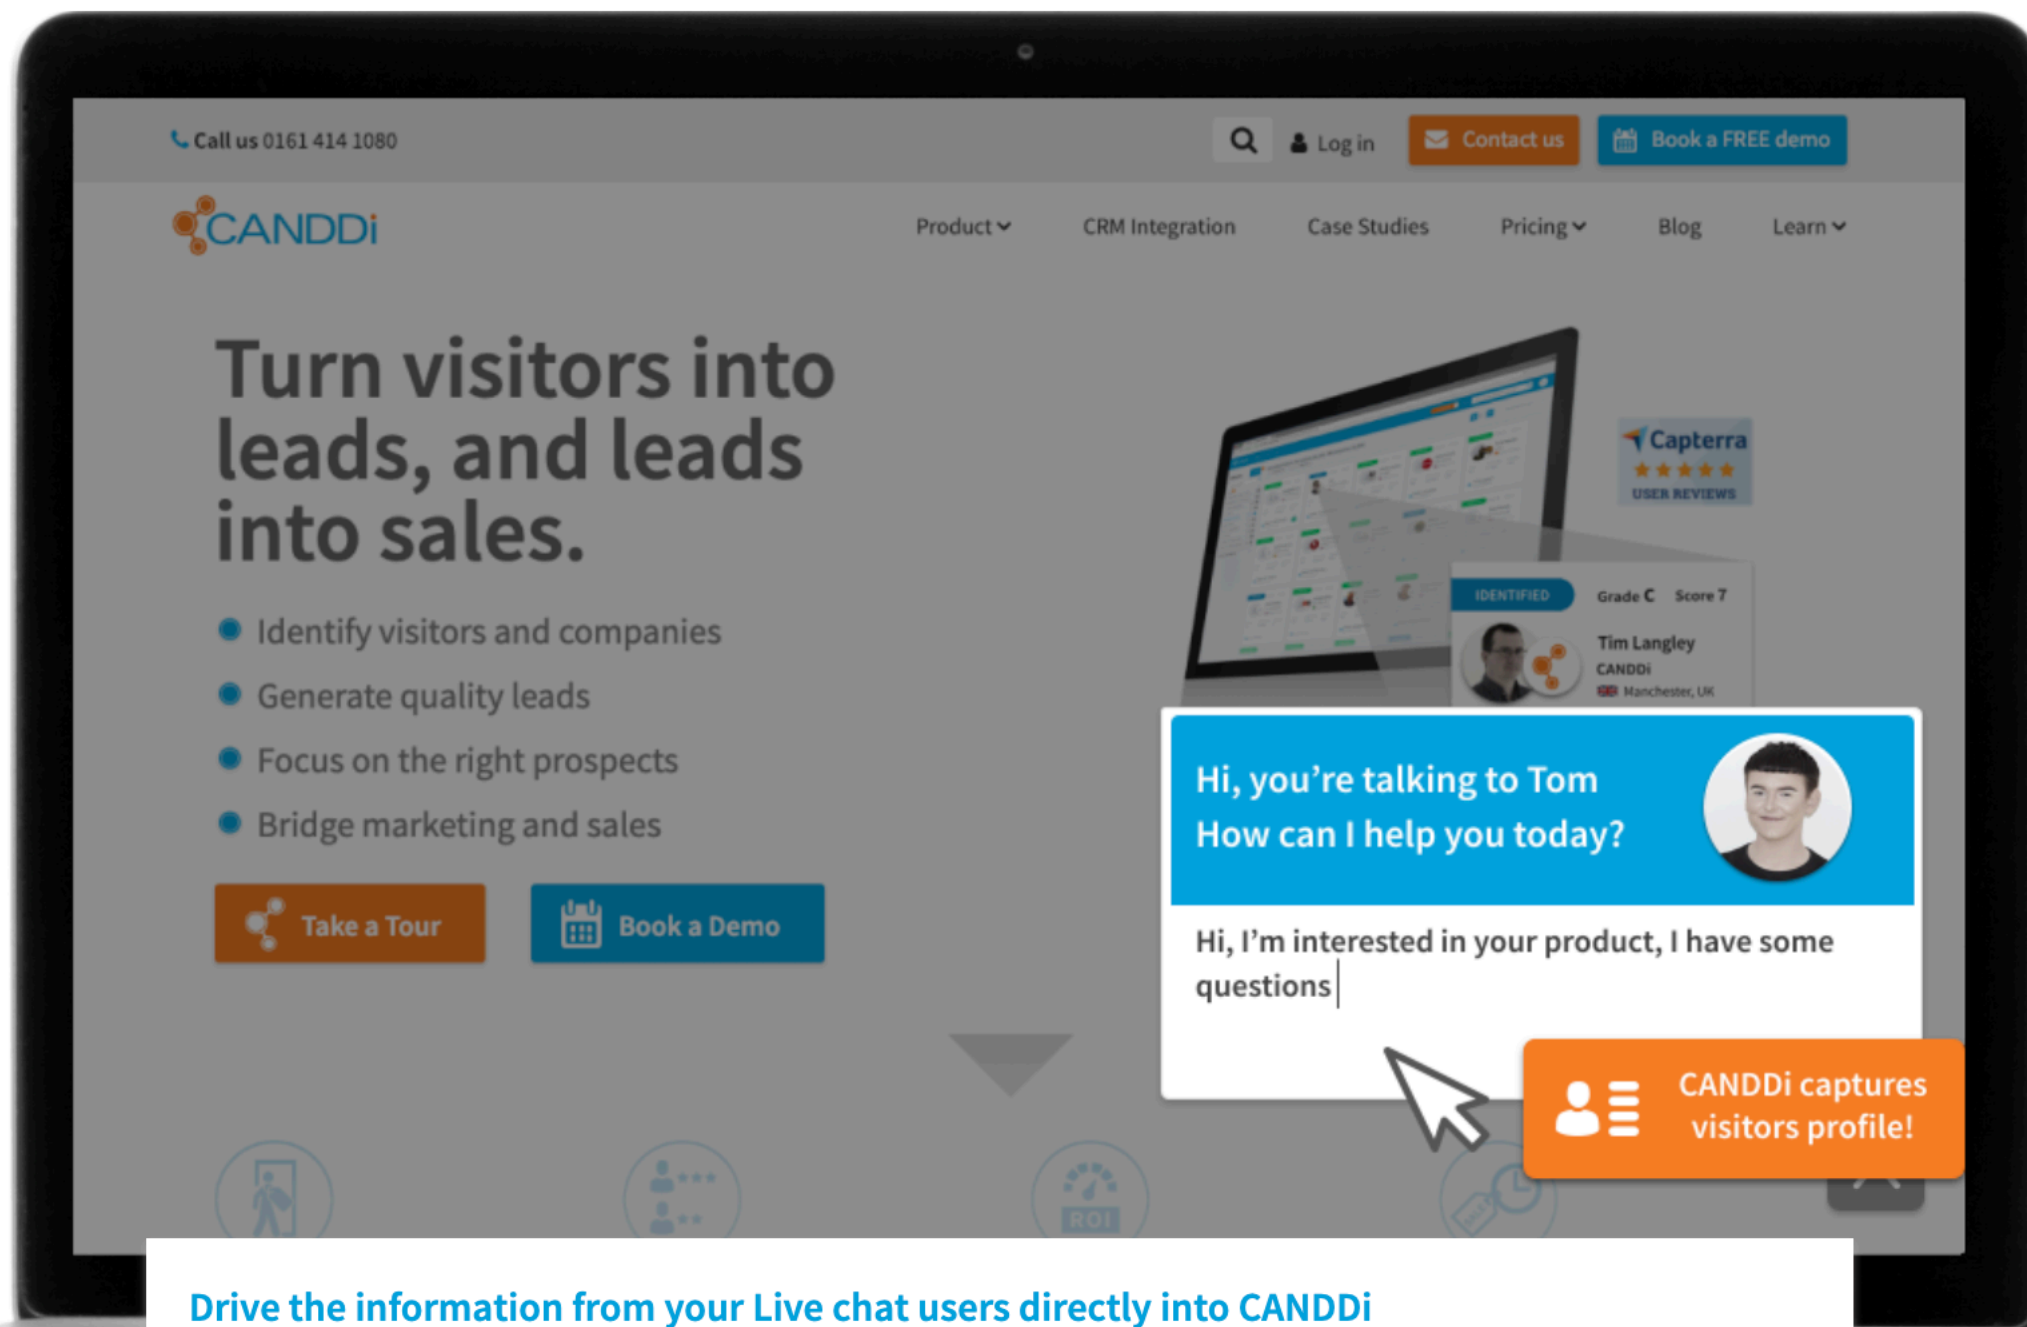 Call us 0161 414 1080
Log in
Contact us
Book a FREE demo
CANDDi
Product
CRM Integration
Case Studies
Pricing
Blog
Learn
Turn visitors into
leads, and leads
into sales.
Identify visitors and companies
Generate quality leads
Focus on the right prospects
Bridge marketing and sales
Take a Tour
Book a Demo
Capterra
USER REVIEWS
IDENTIFIED
Grade C Score 7
Tim Langley
CANDDi
Manchester, UK
Hi, you're talking to Tom
How can I help you today?
Hi, I'm interested in your product, I have some
questions
CANDDi captures
visitors profile!
ROI
SALE
Drive the information from your Live chat users directly into CANDDi